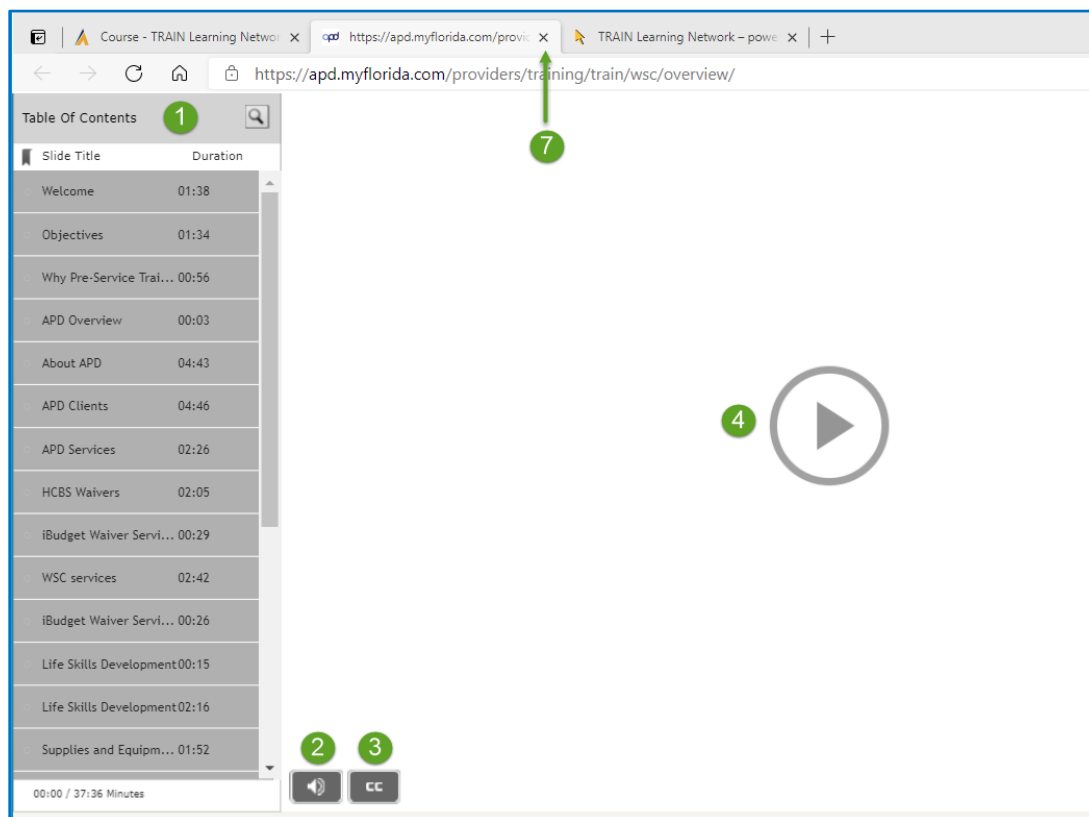 Course - TRAIN Learning Networ
apd https://apd.myflorida.com/provic
TRAIN Learning Network – powe
https://apd.myflorida.com/providers/training/train/wsc/overview/
Table Of Contents 1
7
Slide Title Duration
Welcome 01:38
Objectives 01:34
Why Pre-Service Trai... 00:56
APD Overview 00:03
About APD 04:43
APD Clients 04:46
4
APD Services 02:26
HCBS Waivers 02:05
iBudget Waiver Servi... 00:29
WSC services 02:42
iBudget Waiver Servi... 00:26
Life Skills Development 00:15
Life Skills Development 02:16
Supplies and Equipm... 01:52
2 3
CC
00:00 / 37:36 Minutes